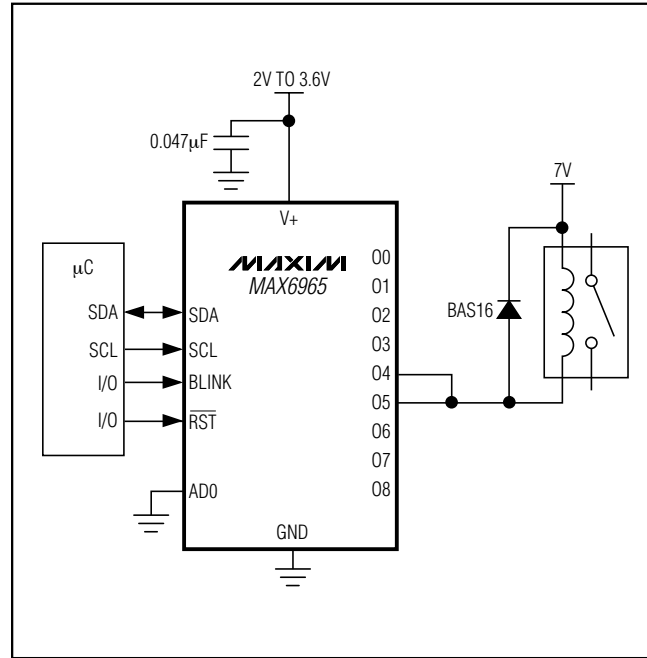 2V TO 3.6V
0.047μF
7V
V+
μC
MAXIM
MAX6965
O0
O1
O2
O3
O4
O5
O6
O7
O8
SDA
SCL
I/O
I/O
SDA
SCL
BLINK
RST
AD0
GND
BAS16